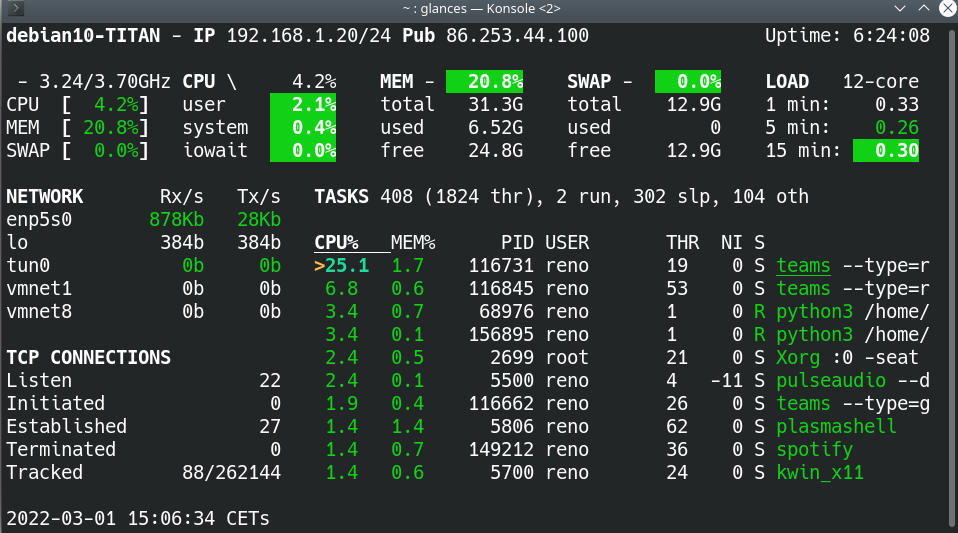 ~ : glances — Konsole <2>
debian10-TITAN - IP 192.168.1.20/24 Pub 86.253.44.100 Uptime: 6:24:08
- 3.24/3.70GHz CPU \ 4.2% MEM - 20.8% SWAP - 0.0% LOAD 12-core
CPU [ 4.2%] user 2.1% total 31.3G total 12.9G 1 min: 0.33
MEM [ 20.8%] system 0.4% used 6.52G used 0 5 min: 0.26
SWAP [ 0.0%] iowait 0.0% free 24.8G free 12.9G 15 min: 0.30
NETWORK Rx/s Tx/s TASKS 408 (1824 thr), 2 run, 302 slp, 104 oth
enp5s0 878Kb 28Kb
lo 384b 384b CPU% MEM% PID USER THR NI S
tun0 0b 0b >25.1 1.7 116731 reno 19 0 S teams --type=r
vmnet1 0b 0b 6.8 0.6 116845 reno 53 0 S teams --type=r
vmnet8 0b 0b 3.4 0.7 68976 reno 1 0 R python3 /home/
3.4 0.1 156895 reno 1 0 R python3 /home/
TCP CONNECTIONS 2.4 0.5 2699 root 21 0 S Xorg :0 -seat
Listen 22 2.4 0.1 5500 reno 4 -11 S pulseaudio --d
Initiated 0 1.9 0.4 116662 reno 26 0 S teams --type=g
Established 27 1.4 1.4 5806 reno 62 0 S plasmashell
Terminated 0 1.4 0.7 149212 reno 36 0 S spotify
Tracked 88/262144 1.4 0.6 5700 reno 24 0 S kwin_x11
2022-03-01 15:06:34 CETs